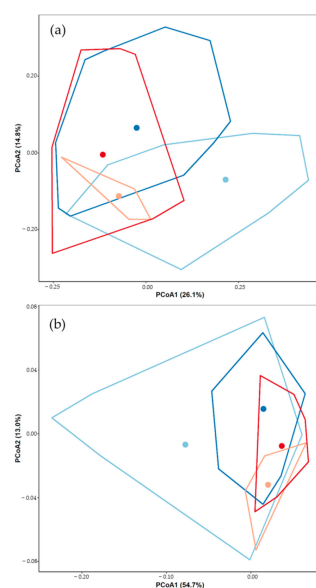 (a)
0.20
0.00
−0.20
PCoA2 (14.8%)
−0.25
0.00
0.25
PCoA1 (26.1%)
(b)
0.08
0.04
0.00
−0.04
−0.08
PCoA2 (13.0%)
−0.20
−0.10
0.00
PCoA1 (54.7%)